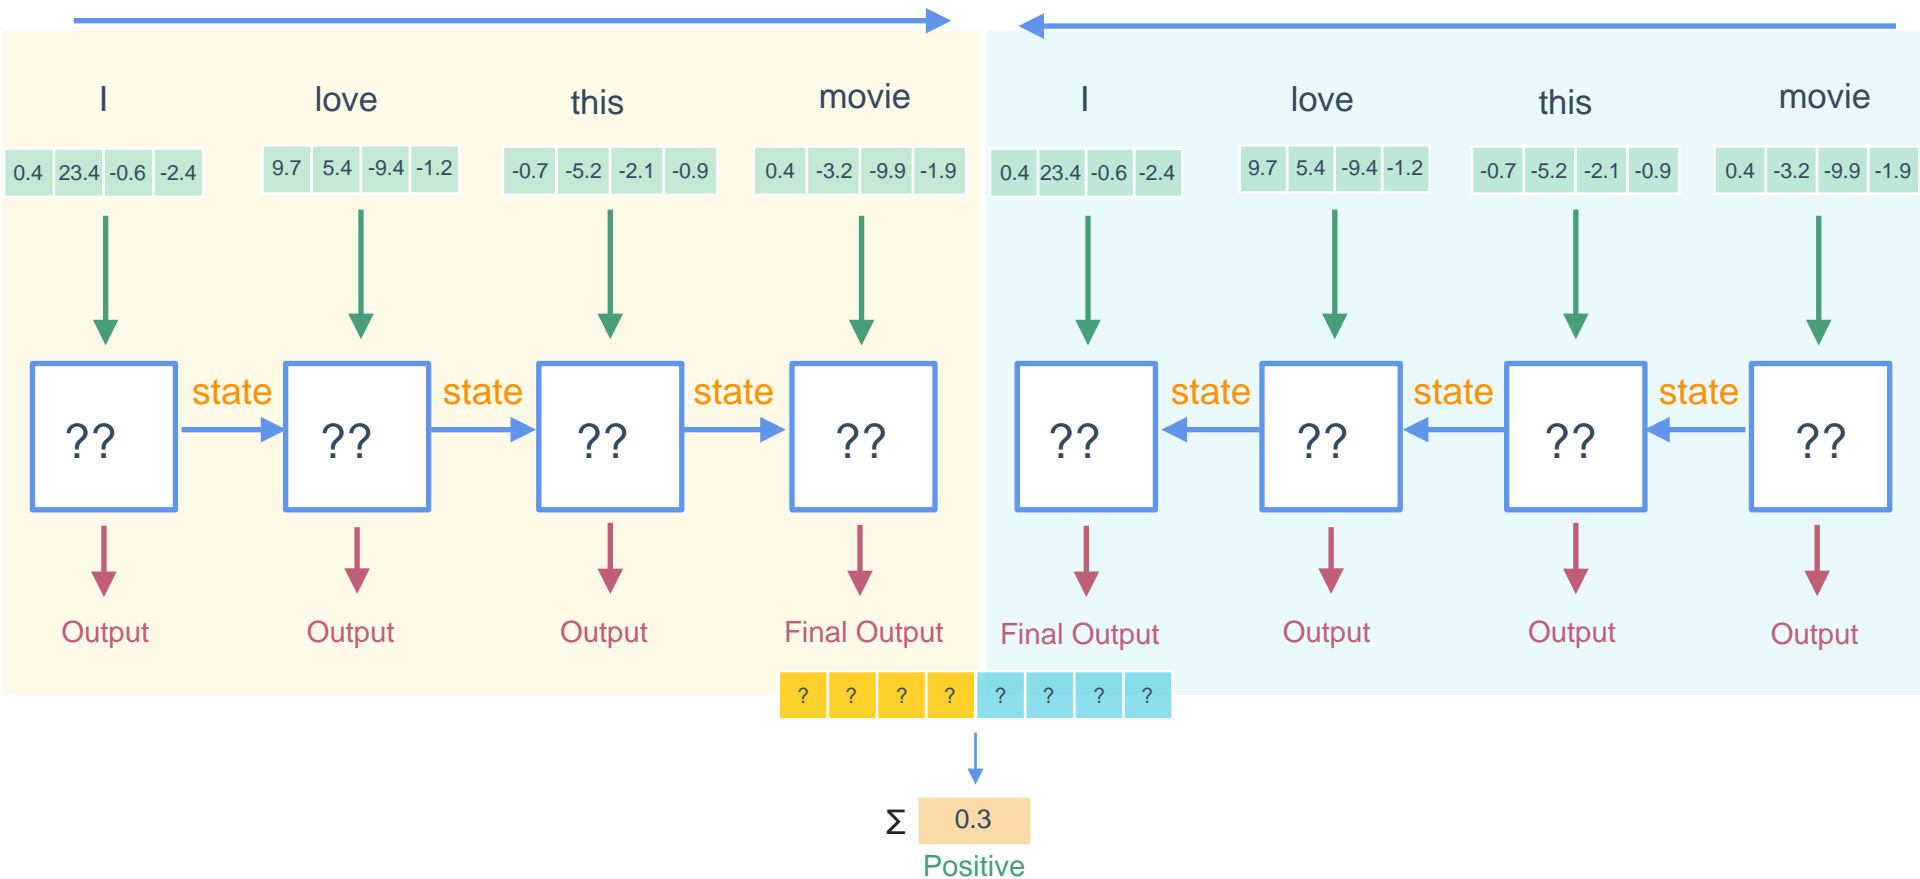 I love this movie I love this movie
0.4 23.4 -0.6 -2.4 9.7 5.4 -9.4 -1.2 -0.7 -5.2 -2.1 -0.9 0.4 -3.2 -9.9 -1.9 0.4 23.4 -0.6 -2.4 9.7 5.4 -9.4 -1.2 -0.7 -5.2 -2.1 -0.9 0.4 -3.2 -9.9 -1.9
state state state state state state
?? ?? ?? ?? ?? ?? ?? ??
Output Output Output Final Output Final Output Output Output Output
? ? ? ? ? ? ? ?
Σ 0.3
Positive